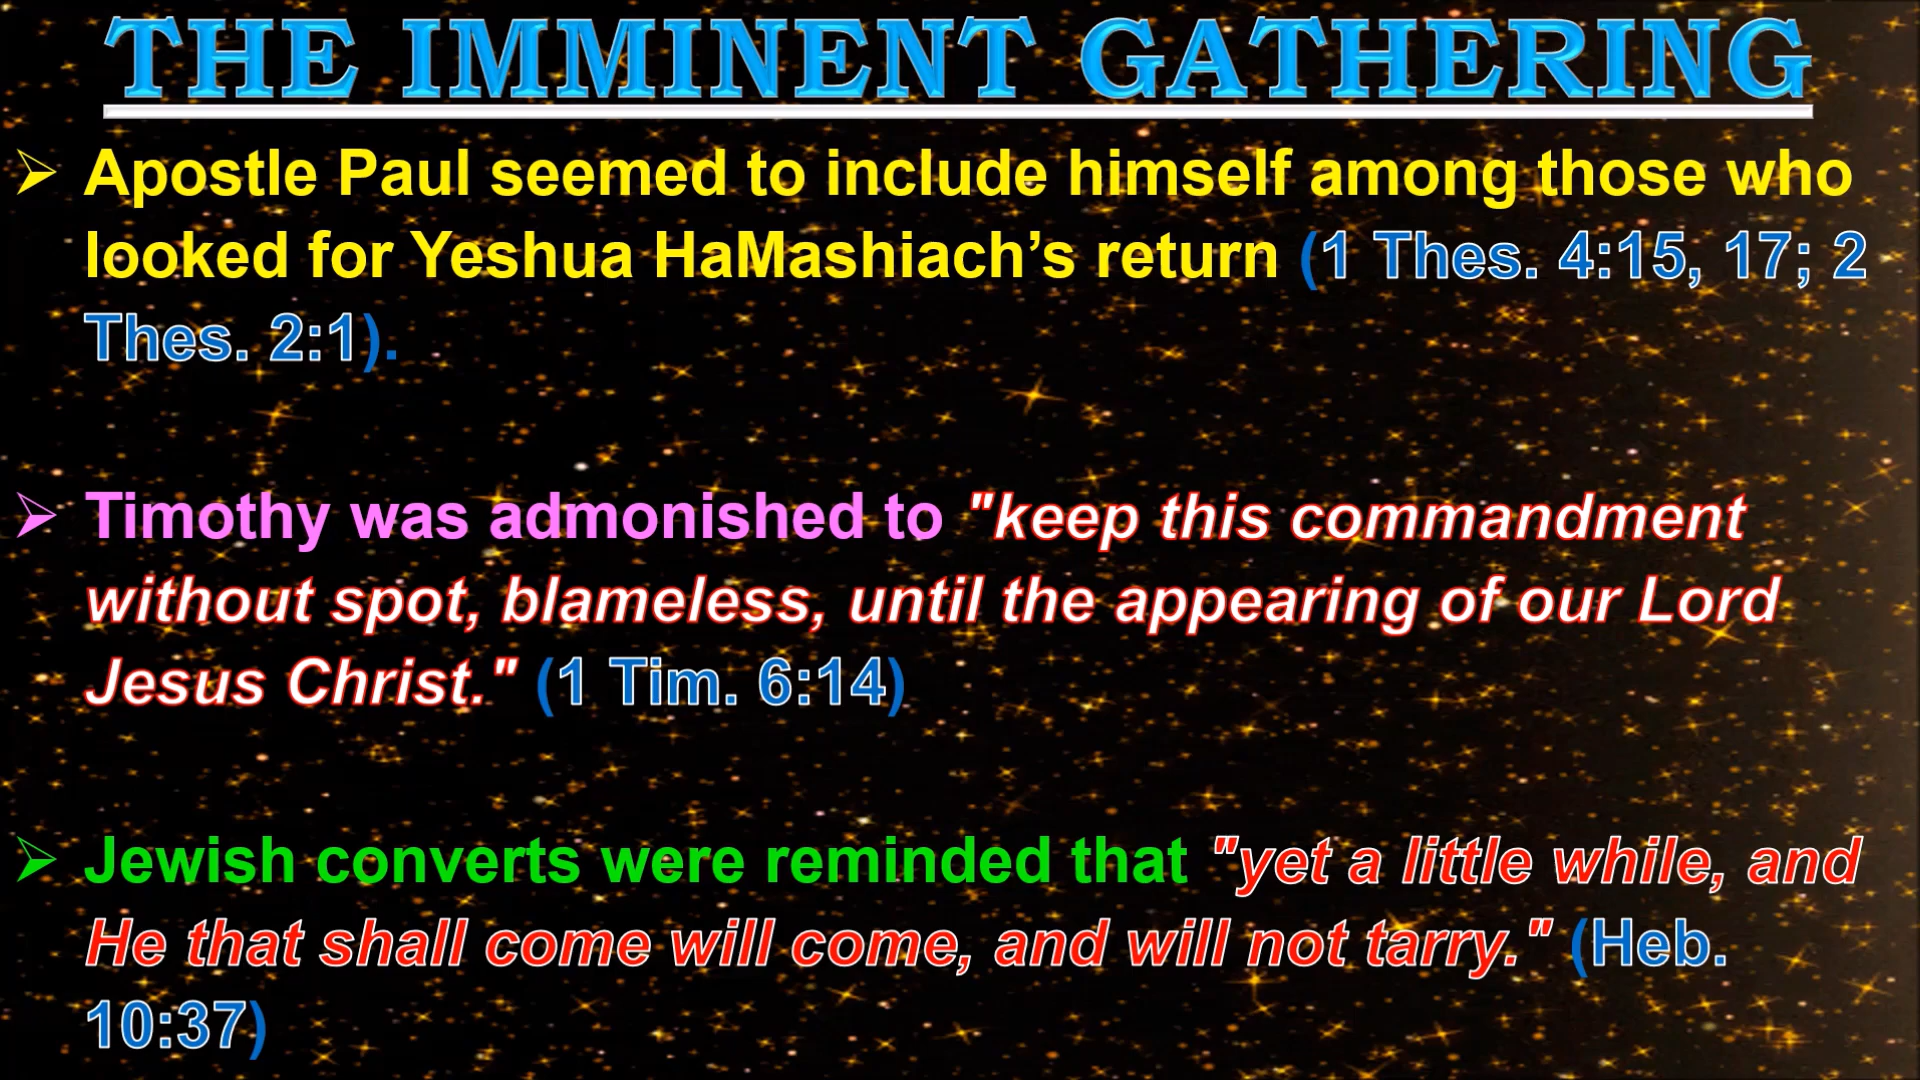 THE IMMINENT GATHERING
➢ Apostle Paul seemed to include himself among those who
looked for Yeshua HaMashiach’s return (1 Thes. 4:15, 17; 2
Thes. 2:1).
➢ Timothy was admonished to "keep this commandment
without spot, blameless, until the appearing of our Lord
Jesus Christ." (1 Tim. 6:14)
➢ Jewish converts were reminded that "yet a little while, and
He that shall come will come, and will not tarry." (Heb.
10:37)